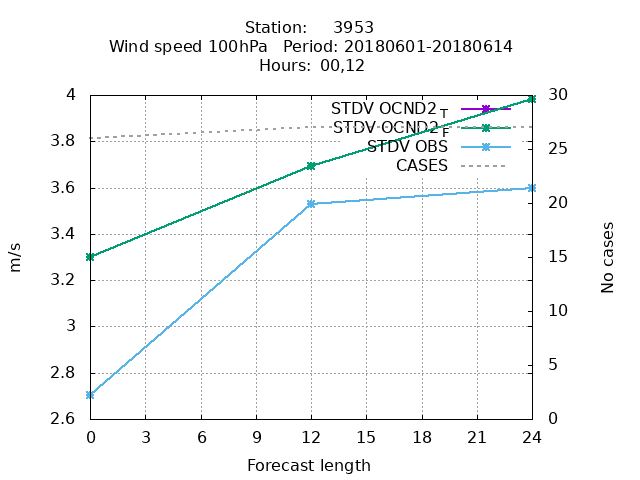 Station: 3953
Wind speed 100hPa Period: 20180601-20180614
Hours: 00,12
STDV OCND2 T
STDV OCND2 F
STDV OBS
CASES
4
3.8
3.6
3.4
3.2
3
2.8
2.6
30
25
20
15
10
5
0
m/s
No cases
0 3 6 9 12 15 18 21 24
Forecast length